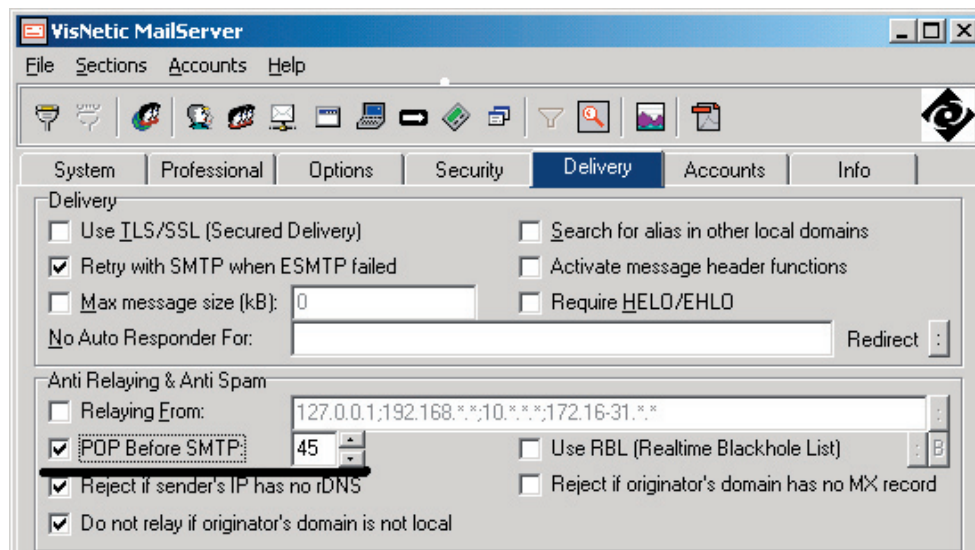 VisNetic MailServer
File Sections Accounts Help
System Professional Options Security Delivery Accounts Info
Delivery
Use TLS/SSL (Secured Delivery) Search for alias in other local domains
Retry with SMTP when ESMTP failed Activate message header functions
Max message size (kB): 0 Require HELO/EHLO
No Auto Responder For: Redirect :
Anti Relaying & Anti Spam
Relaying From: 127.0.0.1;192.168.*.*;10.*.*.*;172.16-31.*.* :
POP Before SMTP: 45 Use RBL (Realtime Blackhole List) : B
Reject if sender's IP has no rDNS Reject if originator's domain has no MX record
Do not relay if originator's domain is not local